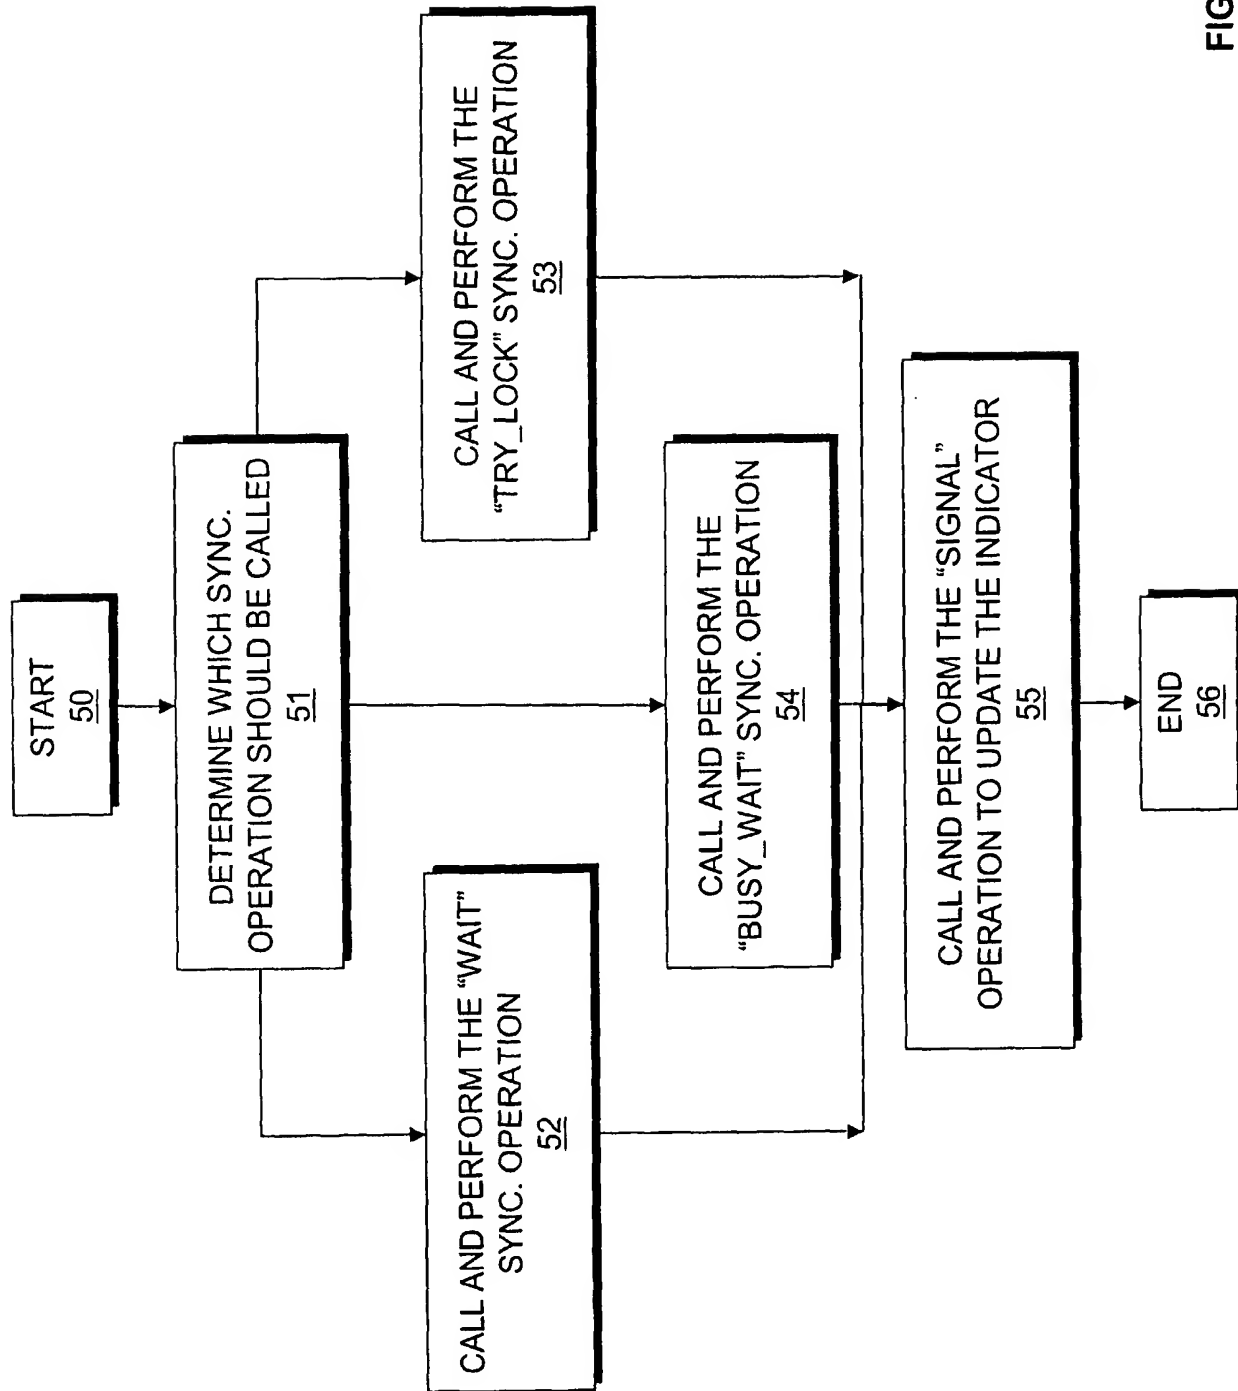 START
50
DETERMINE WHICH SYNC.
OPERATION SHOULD BE CALLED
51
CALL AND PERFORM THE "WAIT"
SYNC. OPERATION
52
CALL AND PERFORM THE
"BUSY_WAIT" SYNC. OPERATION
54
CALL AND PERFORM THE
"TRY_LOCK" SYNC. OPERATION
53
CALL AND PERFORM THE "SIGNAL"
OPERATION TO UPDATE THE INDICATOR
55
END
56
FIG